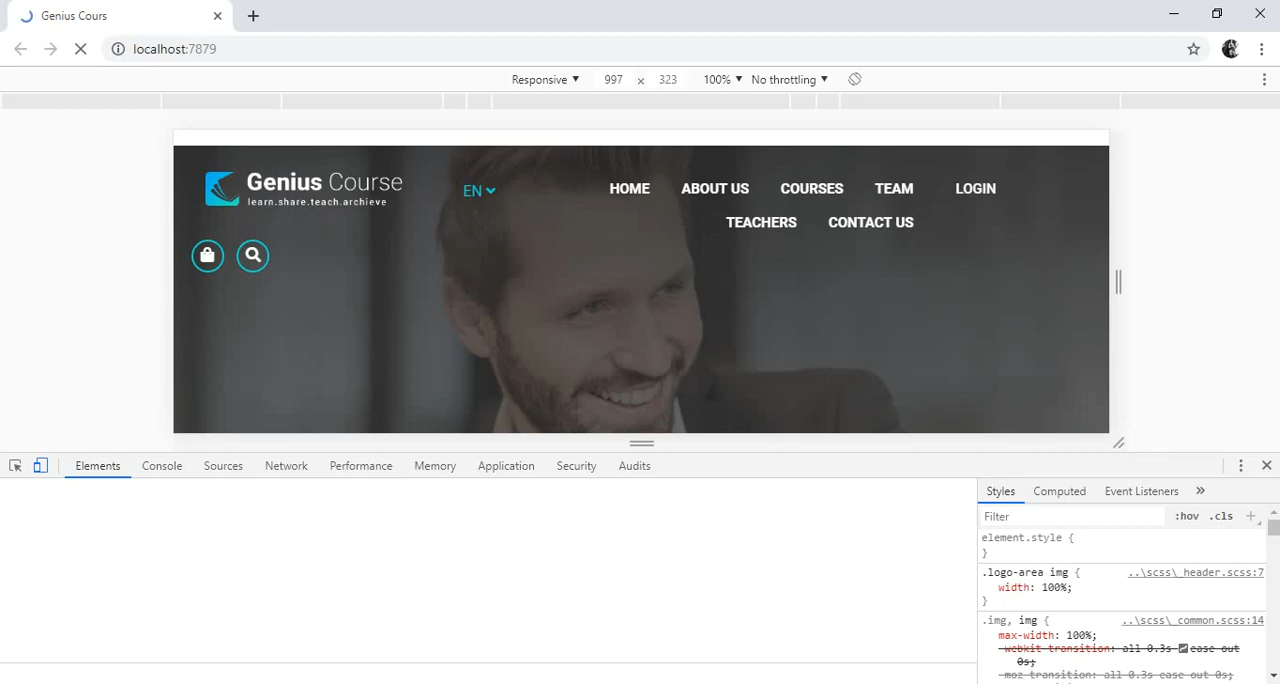 Genius Cours
localhost:7879
Responsive 997 × 323 100% No throttling
Genius Course
learn.share.teach.archieve
EN
HOME ABOUT US COURSES TEAM LOGIN
TEACHERS CONTACT US
Elements Console Sources Network Performance Memory Application Security Audits
Styles Computed Event Listeners »
Filter :hov .cls +
element.style {
}
.logo-area img { ..\scss\_header.scss:7
width: 100%;
}
.img, img { ..\scss\_common.scss:14
max-width: 100%;
-webkit-transition: all 0.3s ease out
0s;
-moz-transition: all 0.3s ease out 0s;